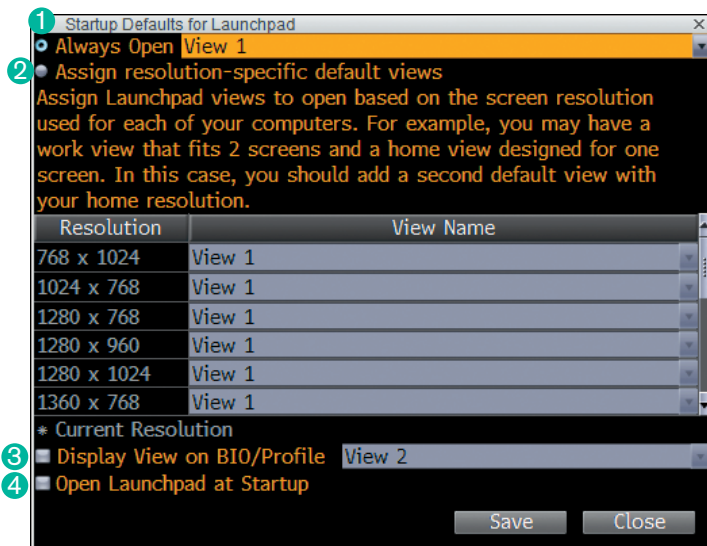 1 Startup Defaults for Launchpad
Always Open View 1
2 Assign resolution-specific default views
Assign Launchpad views to open based on the screen resolution
used for each of your computers. For example, you may have a
work view that fits 2 screens and a home view designed for one
screen. In this case, you should add a second default view with
your home resolution.
Resolution View Name
768 x 1024 View 1
1024 x 768 View 1
1280 x 768 View 1
1280 x 960 View 1
1280 x 1024 View 1
1360 x 768 View 1
* Current Resolution
3 Display View on BIO/Profile View 2
4 Open Launchpad at Startup
Save Close